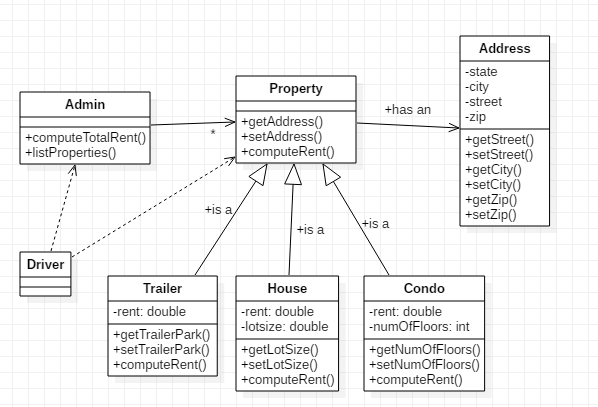 Admin
+computeTotalRent()
+listProperties()
*
Property
+getAddress()
+setAddress()
+computeRent()
+has an
Address
-state
-city
-street
-zip
+getStreet()
+setStreet()
+getCity()
+setCity()
+getZip()
+setZip()
Driver
+is a
+is a
+is a
Trailer
-rent: double
+getTrailerPark()
+setTrailerPark()
+computeRent()
House
-rent: double
-lotsize: double
+getLotSize()
+setLotSize()
+computeRent()
Condo
-rent: double
-numOfFloors: int
+getNumOfFloors()
+setNumOfFloors()
+computeRent()